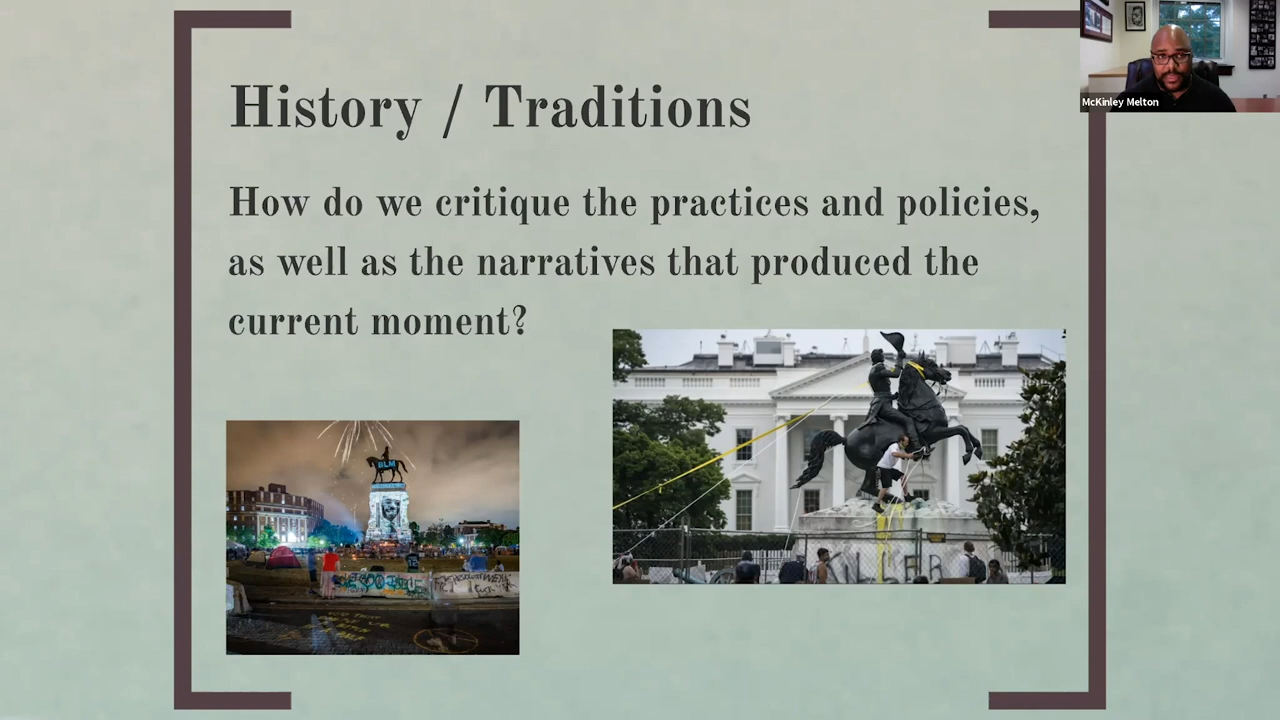 History / Traditions
How do we critique the practices and policies,
as well as the narratives that produced the
current moment?
McKinley Melton
BLM